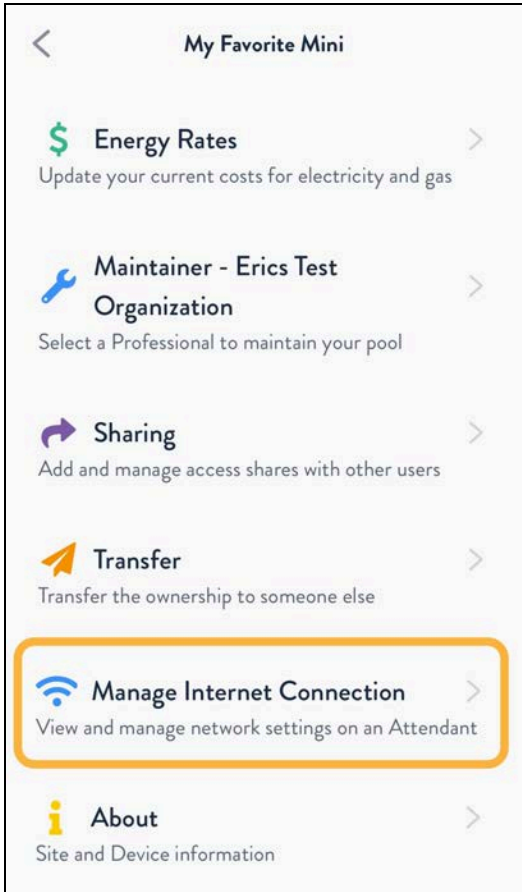 My Favorite Mini
Energy Rates
Update your current costs for electricity and gas
Maintainer - Erics Test
Organization
Select a Professional to maintain your pool
Sharing
Add and manage access shares with other users
Transfer
Transfer the ownership to someone else
Manage Internet Connection
View and manage network settings on an Attendant
About
Site and Device information